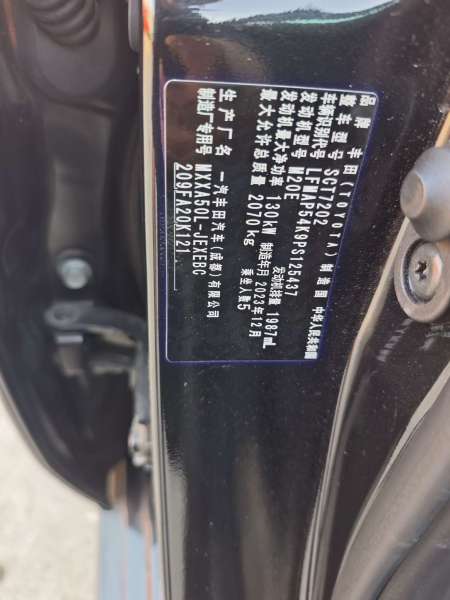 品牌 丰田(TOYOTA) 制造国 中华人民共和国
整车型号 SCT7202
车辆识别代号 LFMAP54K9PS125437
发动机型号 M20E 发动机排量 1987mL
发动机最大净功率 130kW 制造年月 2023年12月
最大允许总质量 2070kg 乘坐人数 5
生产厂名 一汽丰田汽车(成都)有限公司
制造厂专用号 MXXA50L-JEXEBC
209FA20K121